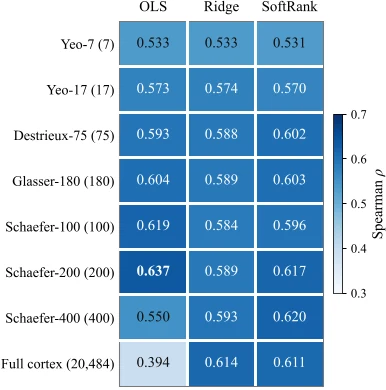 OLS Ridge SoftRank
Yeo-7 (7) 0.533 0.533 0.531
Yeo-17 (17) 0.573 0.574 0.570
Destrieux-75 (75) 0.593 0.588 0.602
Glasser-180 (180) 0.604 0.589 0.603
Schaefer-100 (100) 0.619 0.584 0.596
Schaefer-200 (200) 0.637 0.589 0.617
Schaefer-400 (400) 0.550 0.593 0.620
Full cortex (20,484) 0.394 0.614 0.611
0.7
0.6
0.5
0.4
0.3
Spearman ρ